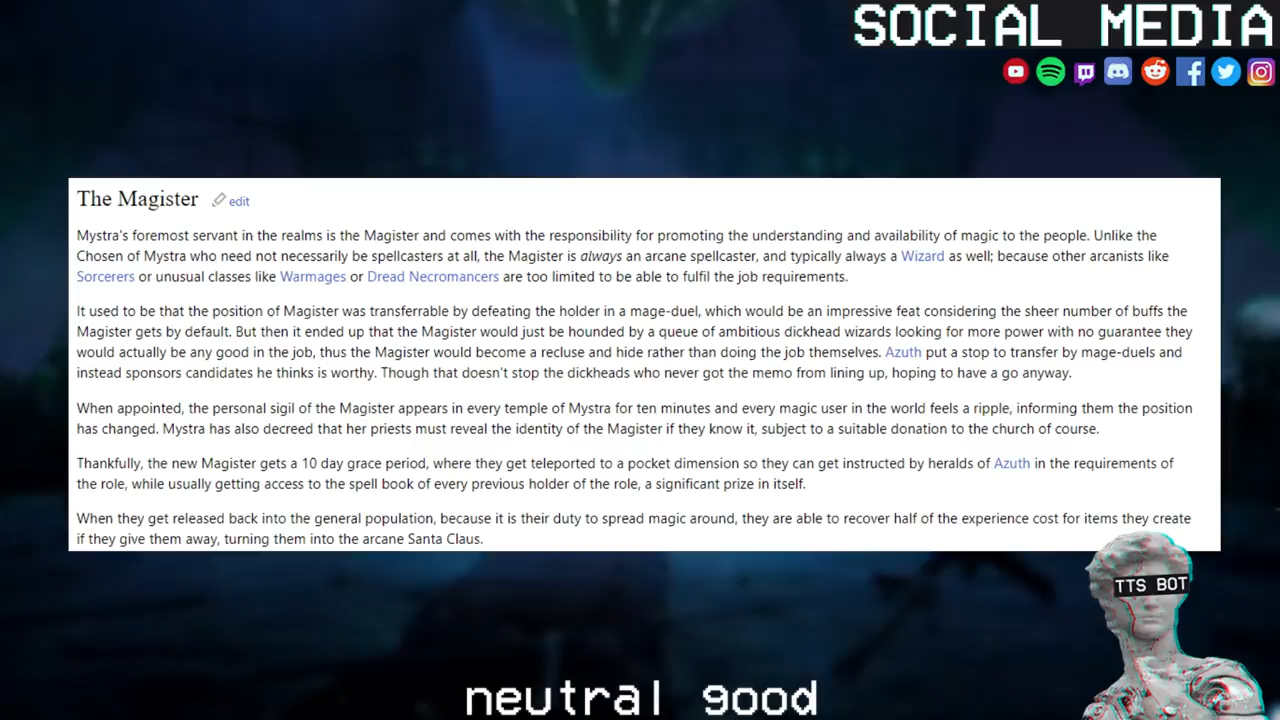 SOCIAL MEDIA
The Magister edit
Mystra's foremost servant in the realms is the Magister and comes with the responsibility for promoting the understanding and availability of magic to the people. Unlike the
Chosen of Mystra who need not necessarily be spellcasters at all, the Magister is always an arcane spellcaster, and typically always a Wizard as well; because other arcanists like
Sorcerers or unusual classes like Warmages or Dread Necromancers are too limited to be able to fulfil the job requirements.
It used to be that the position of Magister was transferrable by defeating the holder in a mage-duel, which would be an impressive feat considering the sheer number of buffs the
Magister gets by default. But then it ended up that the Magister would just be hounded by a queue of ambitious dickhead wizards looking for more power with no guarantee they
would actually be any good in the job, thus the Magister would become a recluse and hide rather than doing the job themselves. Azuth put a stop to transfer by mage-duels and
instead sponsors candidates he thinks is worthy. Though that doesn't stop the dickheads who never got the memo from lining up, hoping to have a go anyway.
When appointed, the personal sigil of the Magister appears in every temple of Mystra for ten minutes and every magic user in the world feels a ripple, informing them the position
has changed. Mystra has also decreed that her priests must reveal the identity of the Magister if they know it, subject to a suitable donation to the church of course.
Thankfully, the new Magister gets a 10 day grace period, where they get teleported to a pocket dimension so they can get instructed by heralds of Azuth in the requirements of
the role, while usually getting access to the spell book of every previous holder of the role, a significant prize in itself.
When they get released back into the general population, because it is their duty to spread magic around, they are able to recover half of the experience cost for items they create
if they give them away, turning them into the arcane Santa Claus.
TTS BOT
neutral good